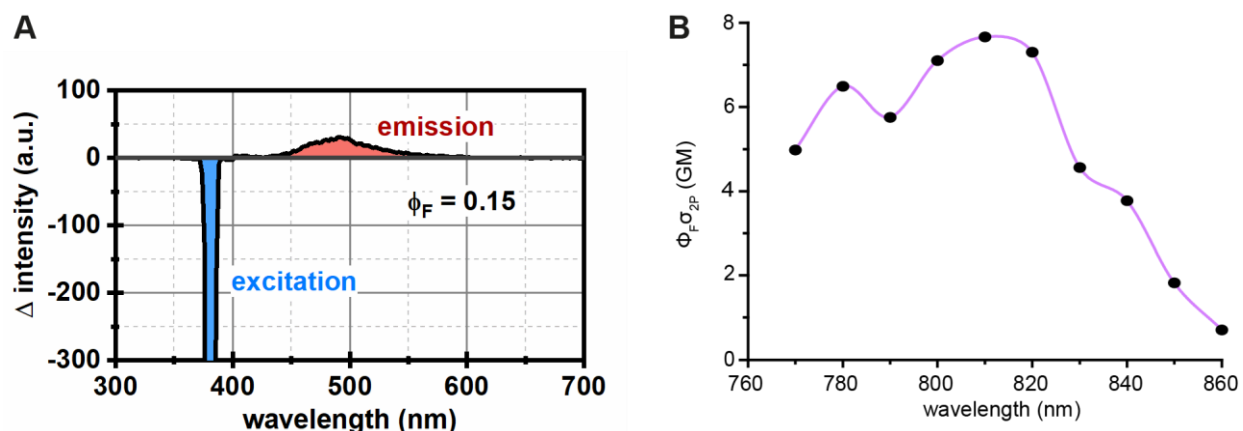 A
Δ intensity (a.u.)
100
0
-100
-200
-300
emission
ϕF = 0.15
excitation
300 400 500 600 700
wavelength (nm)
B
ΦFσ2P (GM)
8
6
4
2
0
760 780 800 820 840 860
wavelength (nm)